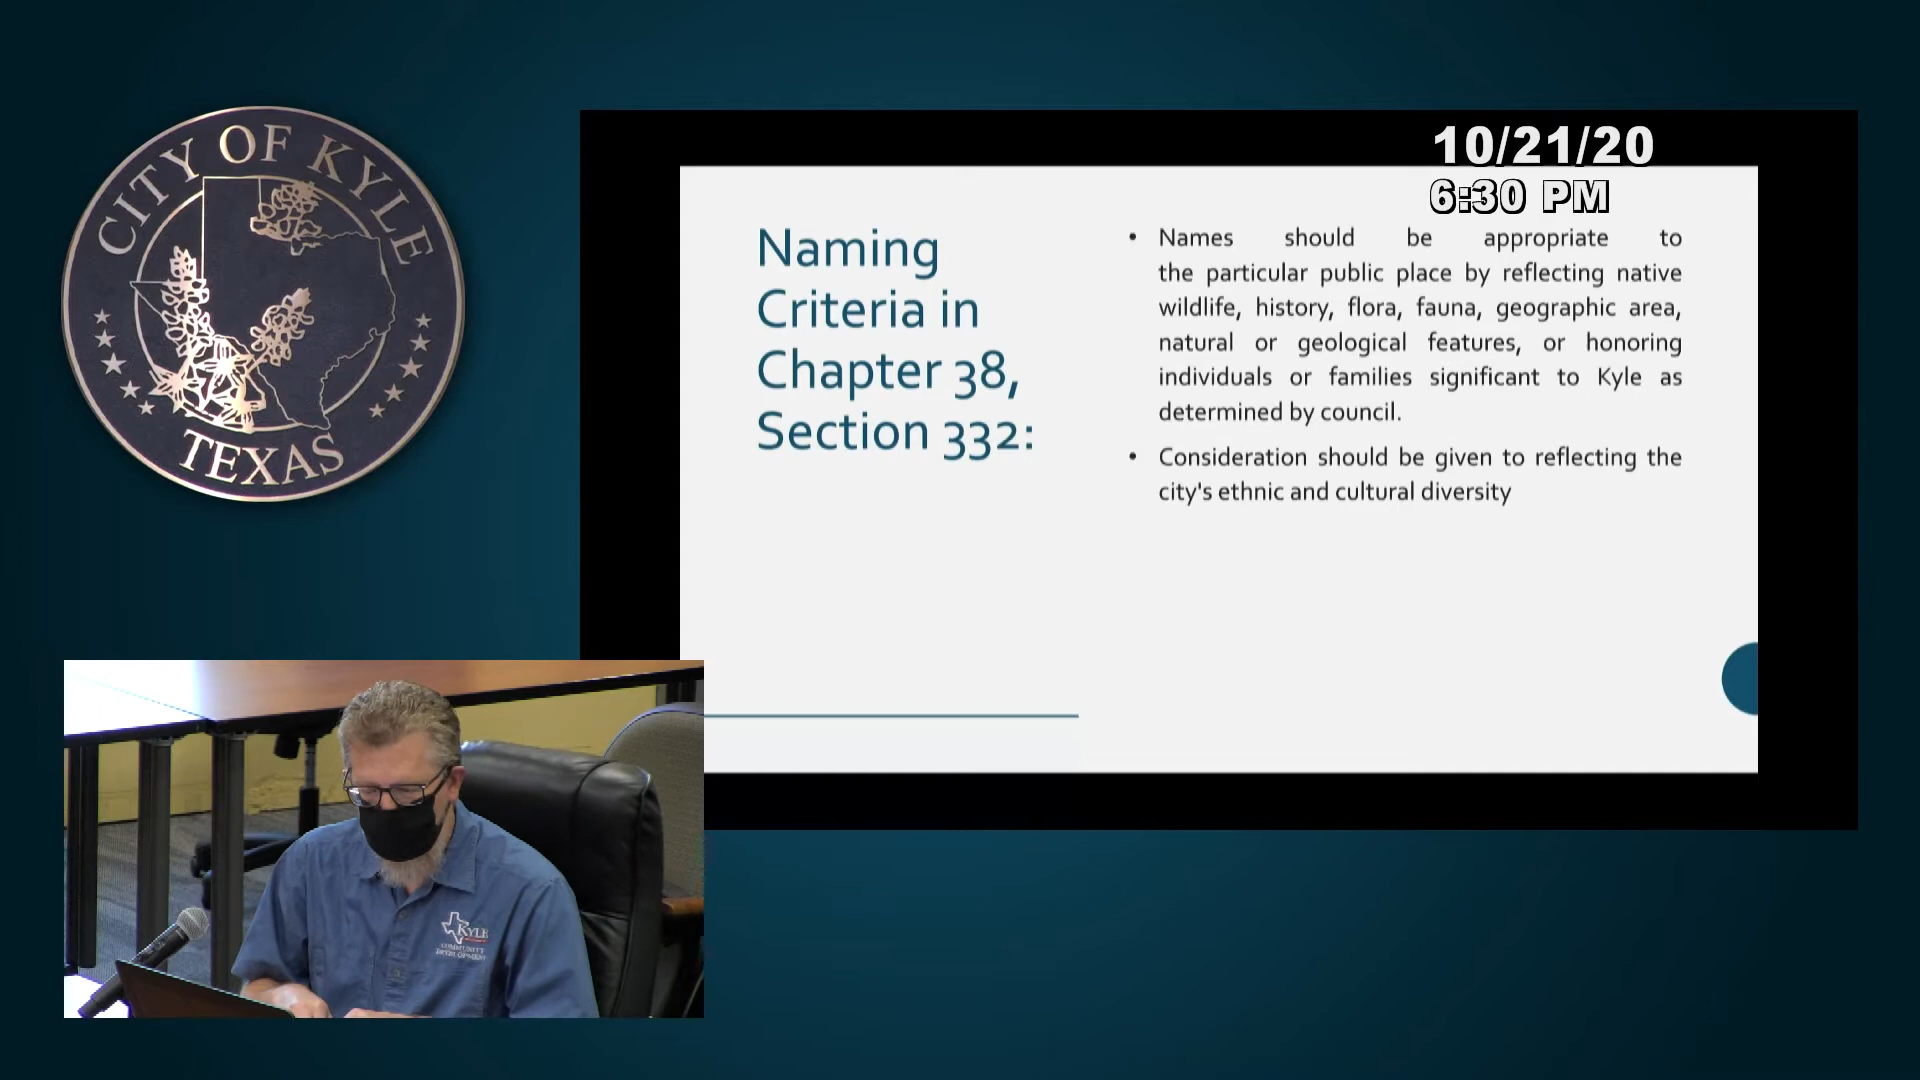 CITY OF KYLE
TEXAS
10/21/20
6:30 PM
Naming
Criteria in
Chapter 38,
Section 332:
• Names should be appropriate to
the particular public place by reflecting native
wildlife, history, flora, fauna, geographic area,
natural or geological features, or honoring
individuals or families significant to Kyle as
determined by council.
• Consideration should be given to reflecting the
city's ethnic and cultural diversity
KYLE
COMMUNITY
DEVELOPMENT